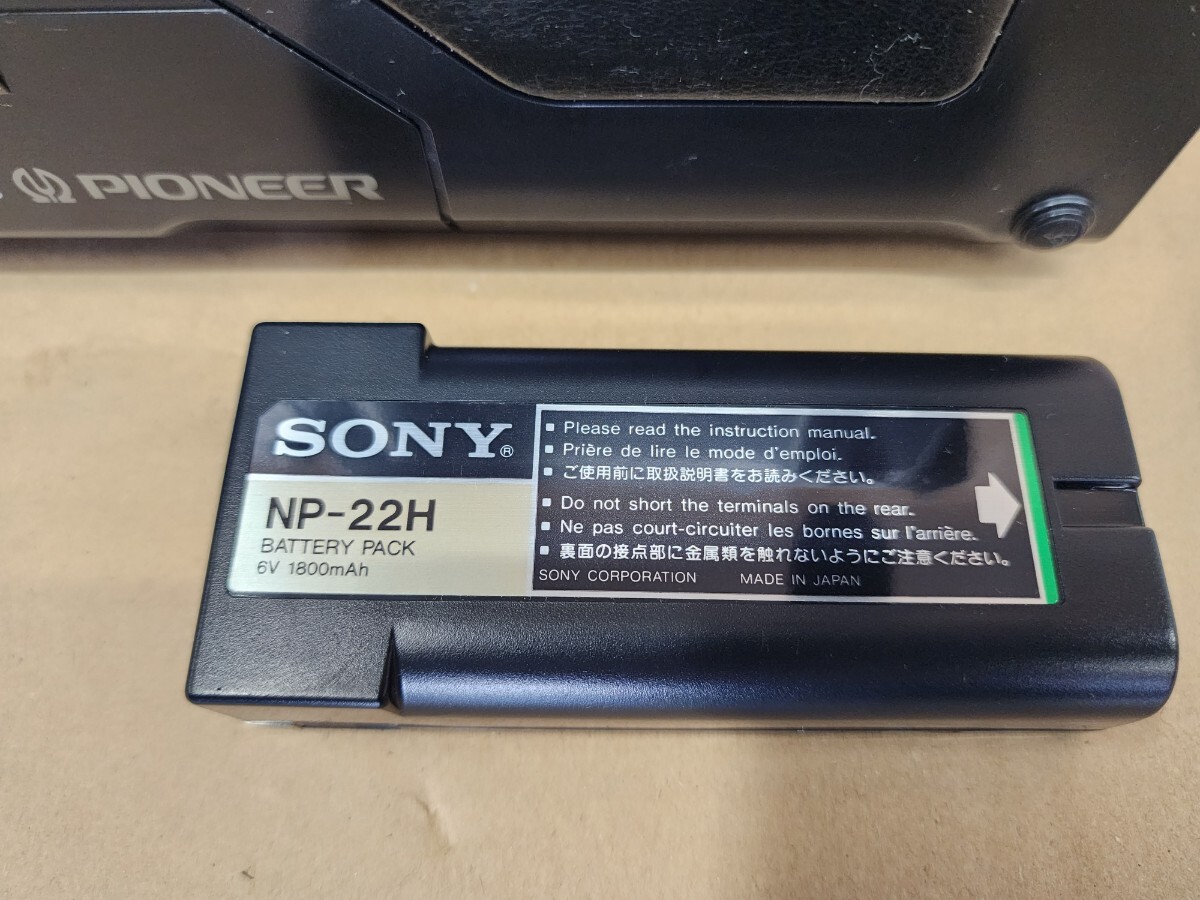 PIONEER
SONY®
NP-22H
BATTERY PACK
6V 1800mAh
▪ Please read the instruction manual.
▪ Prière de lire le mode d'emploi.
▪ ご使用前に取扱説明書をお読みください。
▪ Do not short the terminals on the rear.
▪ Ne pas court-circuiter les bornes sur l'arrière.
▪ 裏面の接点部に金属類を触れないようにご注意ください。
SONY CORPORATION MADE IN JAPAN